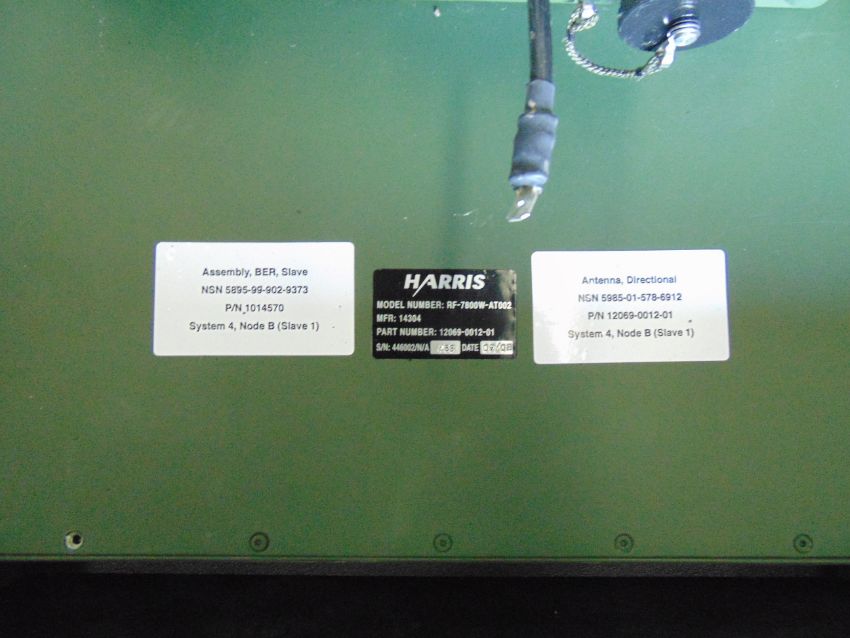 Assembly, BER, Slave
NSN 5895-99-902-9373
P/N 1014570
System 4, Node B (Slave 1)
HARRIS
MODEL NUMBER: RF-7800W-AT002
MFR: 14304
PART NUMBER: 12069-0012-01
S/N: 446002/N/A DATE
Antenna, Directional
NSN 5985-01-578-6912
P/N 12069-0012-01
System 4, Node B (Slave 1)